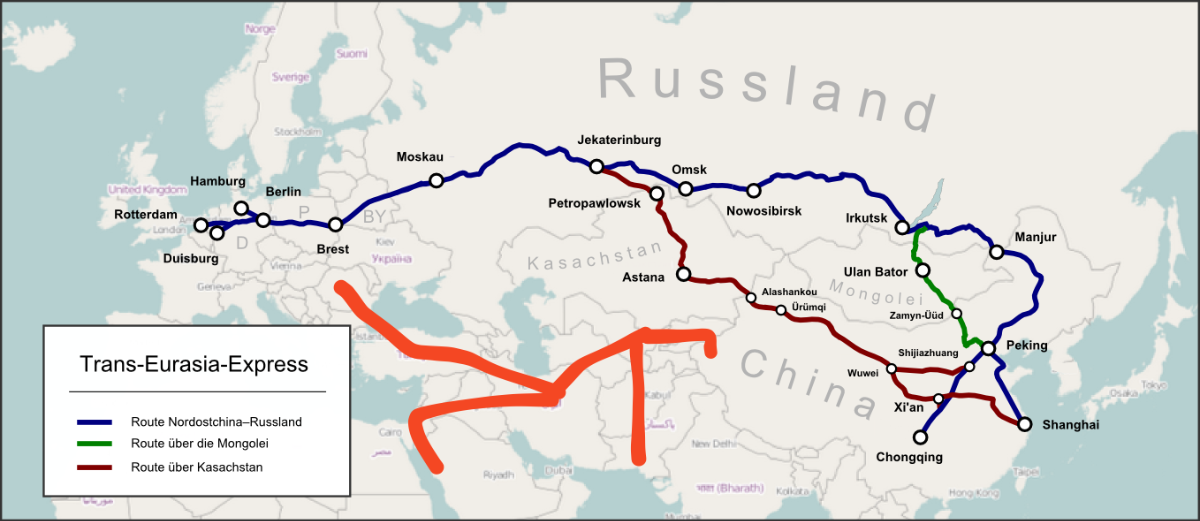 Norge
Suomi
Sverige
Russland
Stockholm
Jekaterinburg
Moskau
Omsk
United Kingdom
Hamburg
Berlin
Petropawlowsk
Nowosibirsk
Rotterdam
London
P
BY
Irkutsk
D
Brest
Kiev
Україна
Manjur
Duisburg
Vienna
Kasachstan
Astana
Ulan Bator
Geneva
Mongolei
Alashankou
Ürümqi
Zamyn-Üüd
Trans-Eurasia-Express
Peking
Shijiazhuang
China
Wuwei
Kabul
Osaka
Tokyo
Xi'an
Route Nordostchina–Russland
Shanghai
Cairo
مصر
پاکستان
New Delhi
Route über die Mongolei
Chongqing
Route über Kasachstan
Riyadh
Dubai
Taipei
भारत (Bharath)
Kolkata
Hong Kong
Mumbai